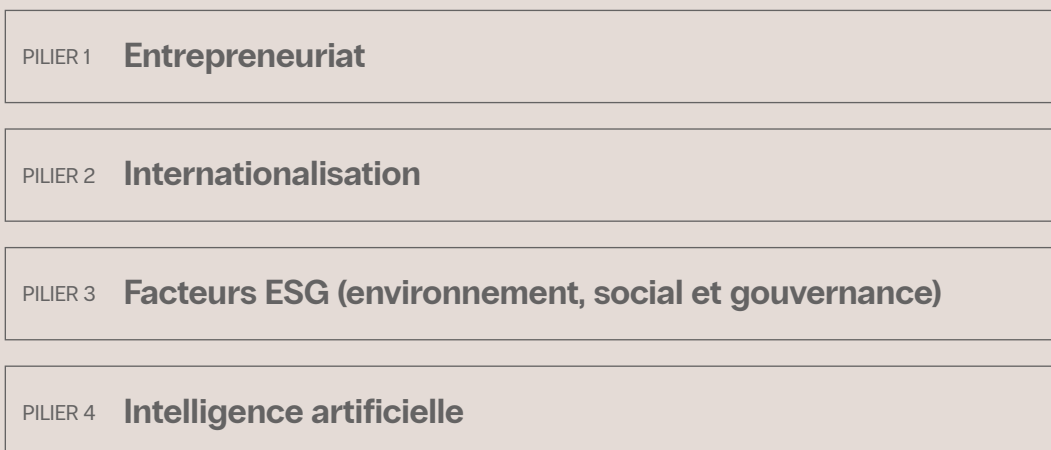 PILIER 1 Entrepreneuriat
PILIER 2 Internationalisation
PILIER 3 Facteurs ESG (environnement, social et gouvernance)
PILIER 4 Intelligence artificielle